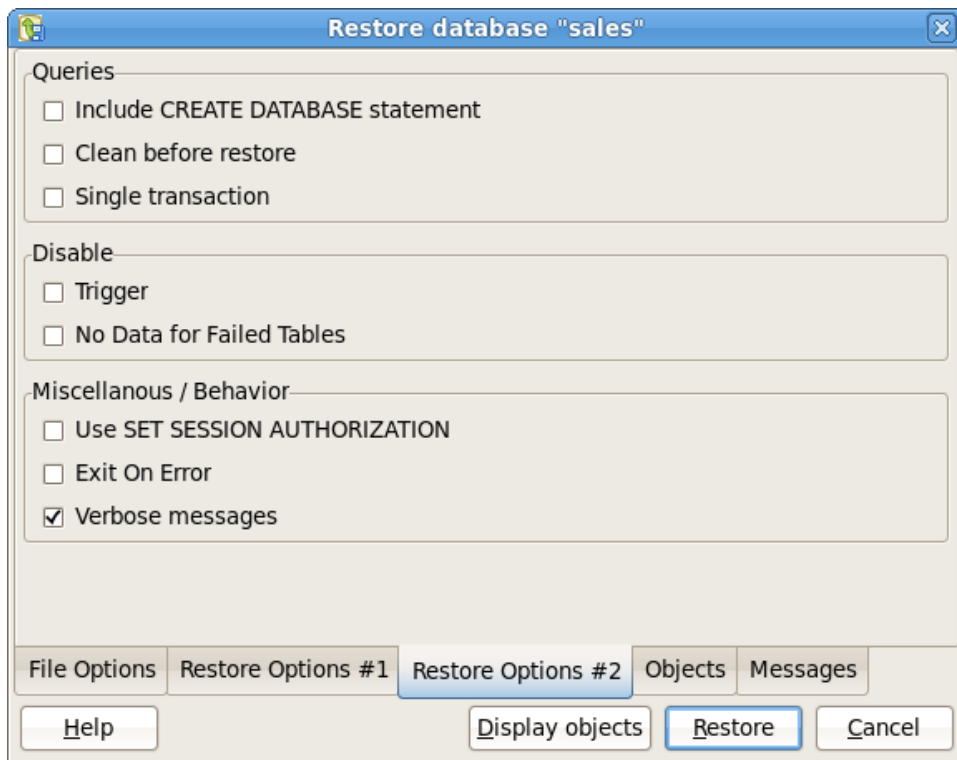 Restore database "sales"
Queries
Include CREATE DATABASE statement
Clean before restore
Single transaction
Disable
Trigger
No Data for Failed Tables
Miscellanous / Behavior
Use SET SESSION AUTHORIZATION
Exit On Error
Verbose messages
File Options Restore Options #1 Restore Options #2 Objects Messages
Help Display objects Restore Cancel